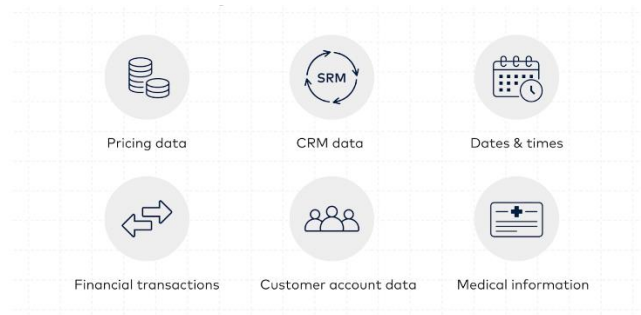 SRM
Pricing data
CRM data
Dates & times
Financial transactions
Customer account data
Medical information